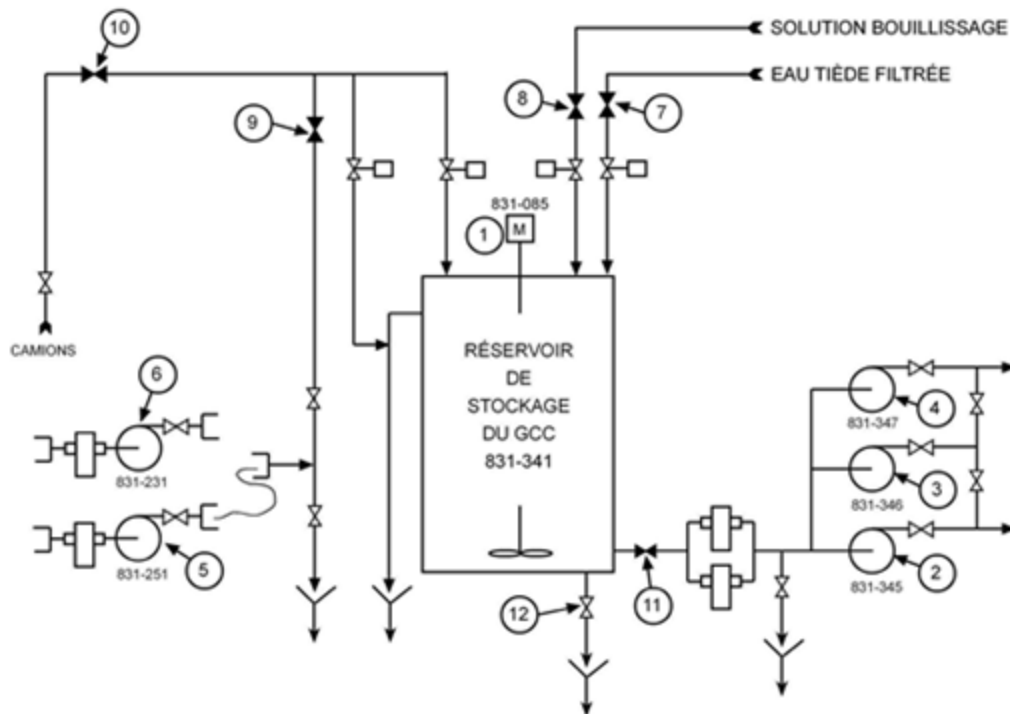 10
SOLUTION BOUILLISSAGE
EAU TIÈDE FILTRÉE
8
7
9
831-085
1
M
CAMIONS
RÉSERVOIR
DE
STOCKAGE
DU GCC
831-341
6
831-231
5
831-251
4
831-347
3
831-346
2
831-345
11
12